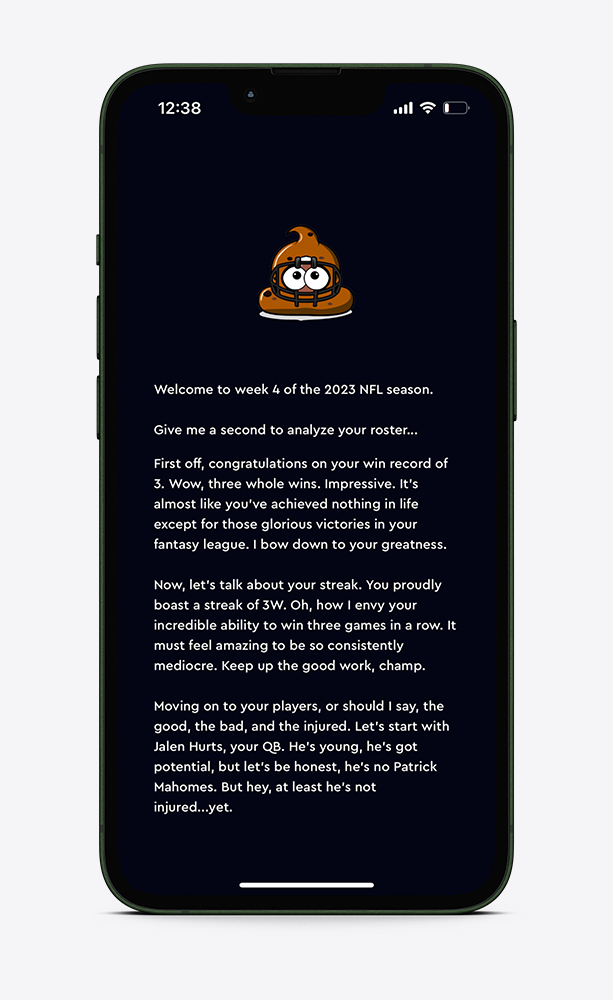 12:38
Welcome to week 4 of the 2023 NFL season.
Give me a second to analyze your roster...
First off, congratulations on your win record of
3. Wow, three whole wins. Impressive. It's
almost like you've achieved nothing in life
except for those glorious victories in your
fantasy league. I bow down to your greatness.
Now, let's talk about your streak. You proudly
boast a streak of 3W. Oh, how I envy your
incredible ability to win three games in a row. It
must feel amazing to be so consistently
mediocre. Keep up the good work, champ.
Moving on to your players, or should I say, the
good, the bad, and the injured. Let's start with
Jalen Hurts, your QB. He's young, he's got
potential, but let's be honest, he's no Patrick
Mahomes. But hey, at least he's not
injured...yet.